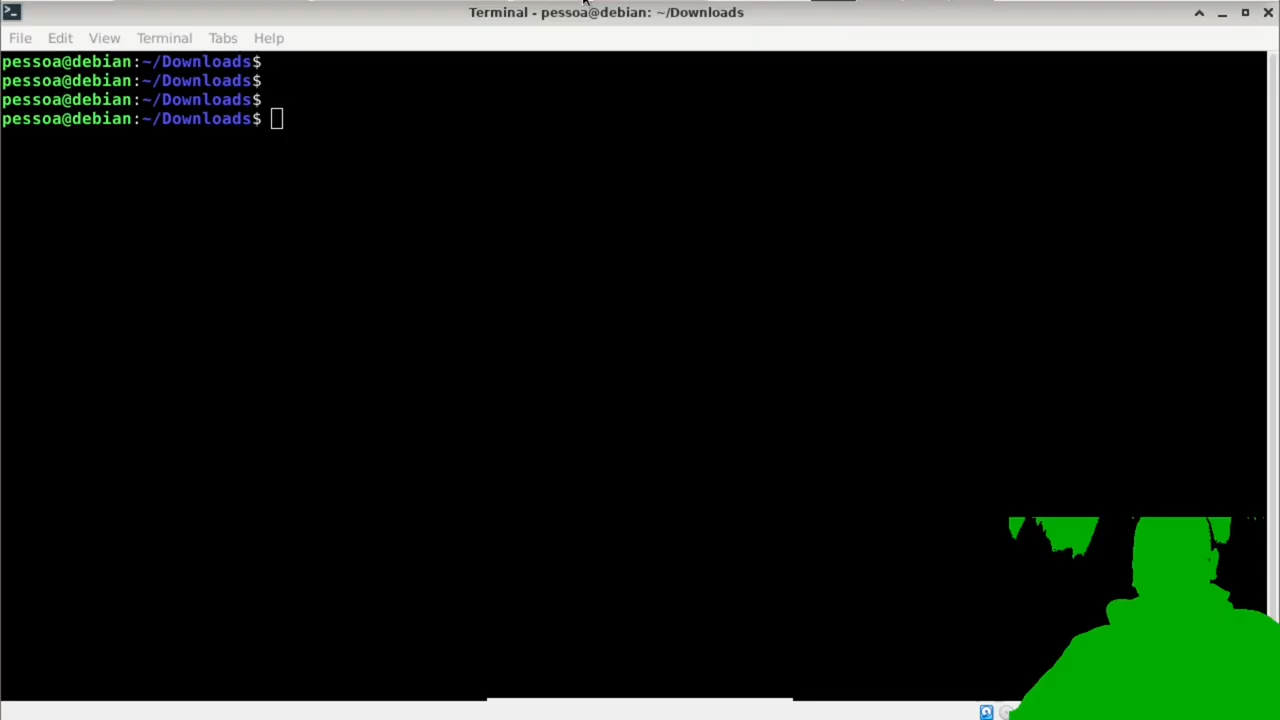 Terminal - pessoa@debian: ~/Downloads
File Edit View Terminal Tabs Help
pessoa@debian:~/Downloads$
pessoa@debian:~/Downloads$
pessoa@debian:~/Downloads$
pessoa@debian:~/Downloads$